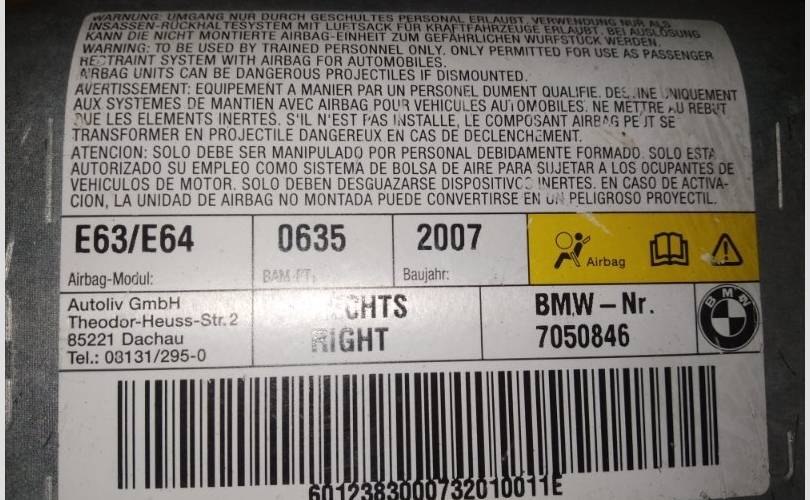 WARNUNG: UMGANG NUR DURCH GESCHULTES PERSONAL ERLAUBT. VERWENDUNG NUR ALS
INSASSEN-RÜCKHALTESYSTEM MIT LUFTSACK FÜR KRAFTFAHRZEUGE ERLAUBT. BEI AUSLÖSUNG
KANN DIE NICHT MONTIERTE AIRBAG-EINHEIT ZUM GEFÄHRLICHEN WURFSTÜCK WERDEN.
WARNING: TO BE USED BY TRAINED PERSONNEL ONLY. ONLY PERMITTED FOR USE AS PASSENGER
RESTRAINT SYSTEM WITH AIRBAG FOR AUTOMOBILES.
AIRBAG UNITS CAN BE DANGEROUS PROJECTILES IF DISMOUNTED.
AVERTISSEMENT: EQUIPEMENT A MANIER PAR UN PERSONEL DUMENT QUALIFIE. DESTINE UNIQUEMENT
AUX SYSTEMES DE MANTIEN AVEC AIRBAG POUR VEHICULES AUTOMOBILES. NE METTRE AU REBUT
QUE LES ELEMENTS INERTES. S'IL N'EST PAS INSTALLE, LE COMPOSANT AIRBAG PEUT SE
TRANSFORMER EN PROJECTILE DANGEREUX EN CAS DE DECLENCHEMENT.
ATENCION: SOLO DEBE SER MANIPULADO POR PERSONAL DEBIDAMENTE FORMADO. SOLO ESTA
AUTORIZADO SU EMPLEO COMO SISTEMA DE BOLSA DE AIRE PARA SUJETAR A LOS OCUPANTES DE
VEHICULOS DE MOTOR. SOLO DEBEN DESGUAZARSE DISPOSITIVOS INERTES. EN CASO DE ACTIVA-
CION, LA UNIDAD DE AIRBAG NO MONTADA PUEDE CONVERTIRSE EN UN PELIGROSO PROYECTIL.
E63/E64 0635 2007
Airbag
Airbag-Modul: BAM-PT: Baujahr:
Autoliv GmbH
Theodor-Heuss-Str. 2
85221 Dachau
Tel.: 08131/295-0
RECHTS
RIGHT
BMW – Nr.
7050846
BMW
6012383000732010011E